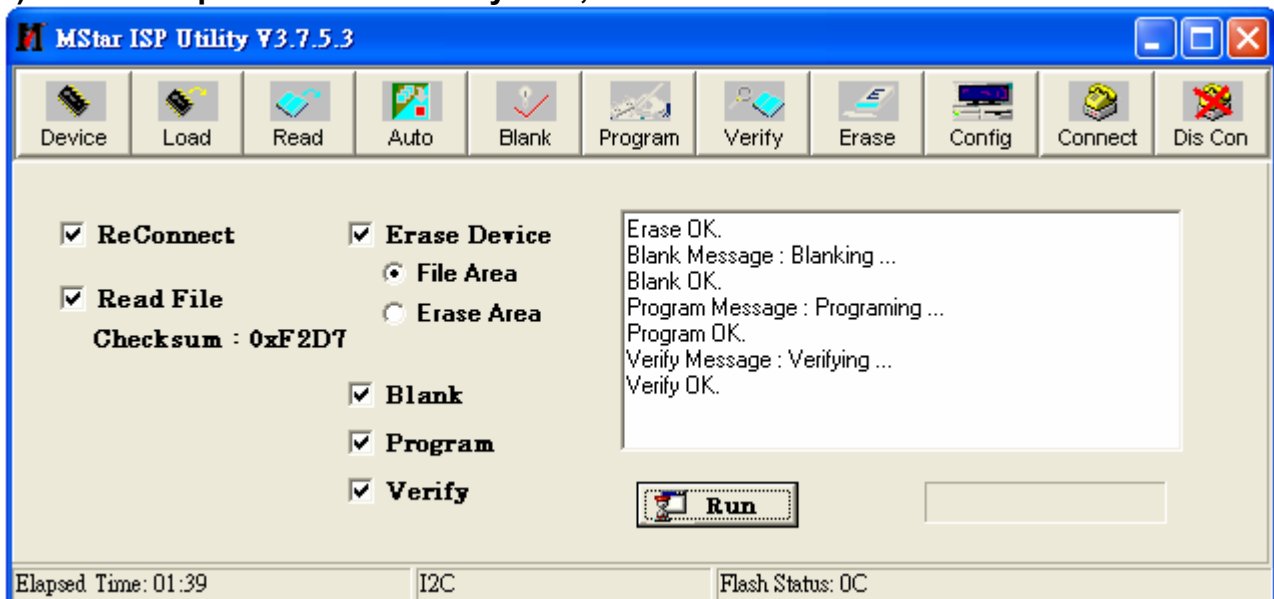 MStar ISP Utility V3.7.5.3
Device Load Read Auto Blank Program Verify Erase Config Connect Dis Con
ReConnect
Read File
Checksum : 0xF2D7
Erase Device
File Area
Erase Area
Blank
Program
Verify
Erase OK.
Blank Message : Blanking ...
Blank OK.
Program Message : Programing ...
Program OK.
Verify Message : Verifying ...
Verify OK.
Run
Elapsed Time: 01:39 I2C Flash Status: 0C